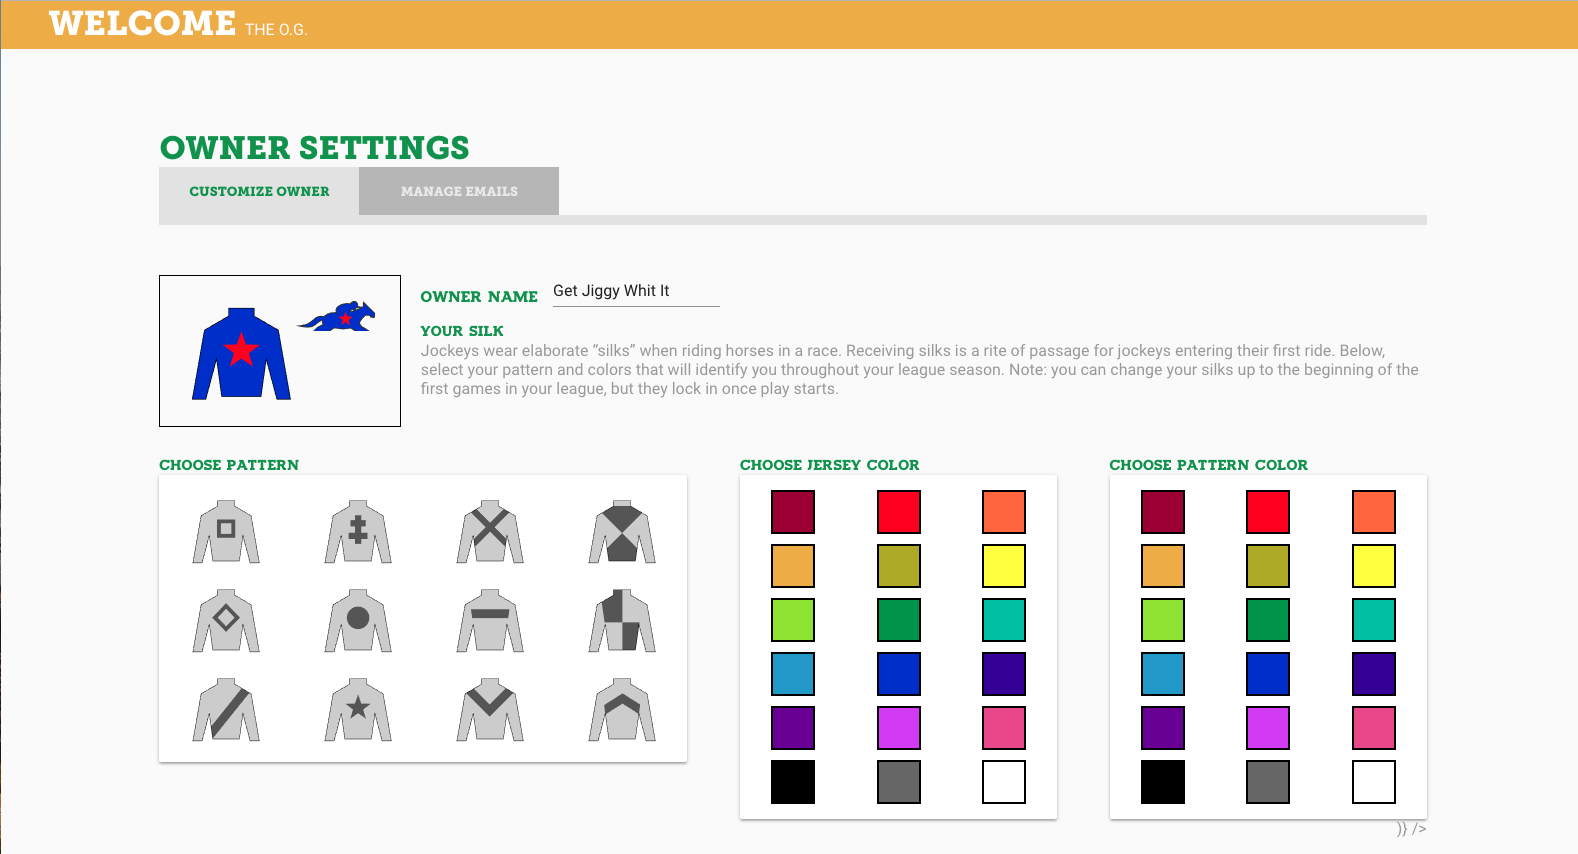 WELCOME THE O.G.
OWNER SETTINGS
CUSTOMIZE OWNER
MANAGE EMAILS
OWNER NAME Get Jiggy Whit It
YOUR SILK
Jockeys wear elaborate “silks” when riding horses in a race. Receiving silks is a rite of passage for jockeys entering their first ride. Below,
select your pattern and colors that will identify you throughout your league season. Note: you can change your silks up to the beginning of the
first games in your league, but they lock in once play starts.
CHOOSE PATTERN
CHOOSE JERSEY COLOR
CHOOSE PATTERN COLOR
)} />